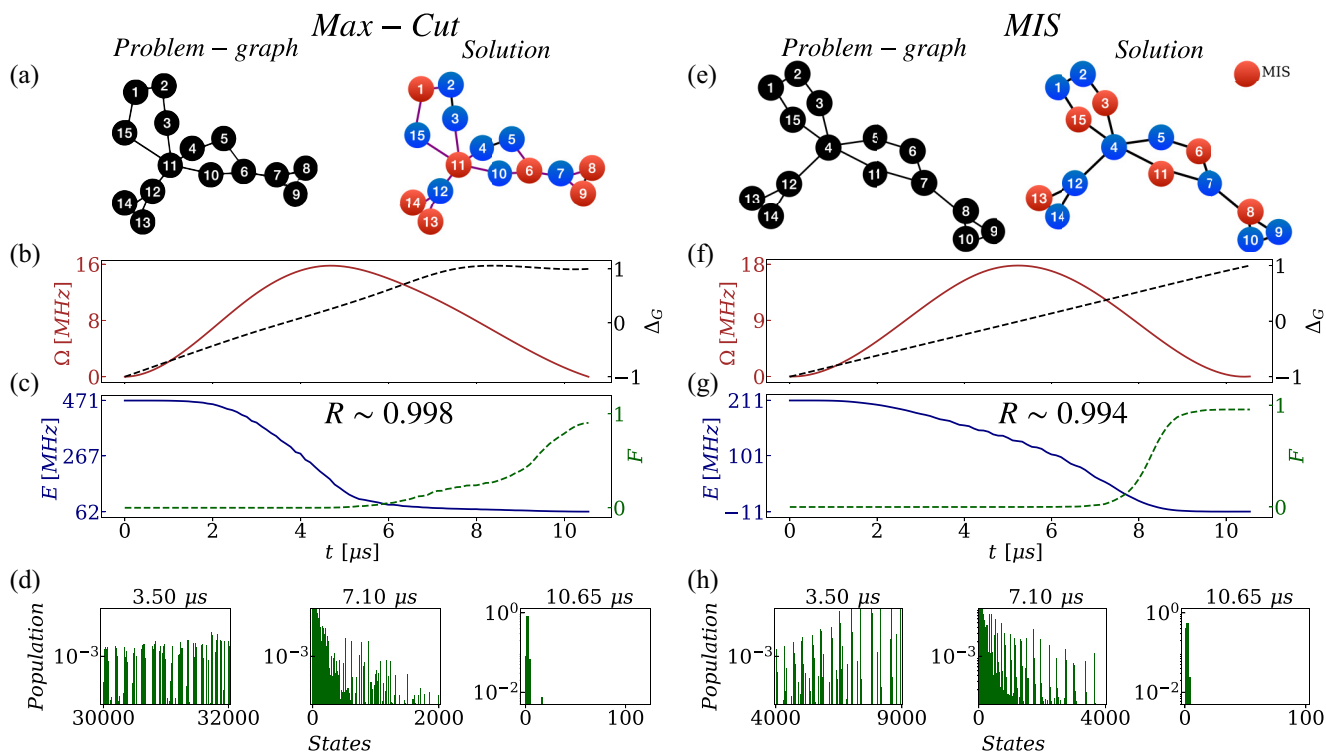 Max – Cut
Problem – graph
Solution
(a)
1
2
3
15
4
5
11
10
6
7
8
9
12
14
13
1
2
3
15
4
5
11
10
6
7
8
9
12
14
13
(b)
16
8
0
Ω [MHz]
1
0
−1
Δ_G
(c)
471
267
62
E [MHz]
R ~ 0.998
1
0
F
0 2 4 6 8 10
t [μs]
(d)
Population
3.50 μs
10⁻³
30000 32000
7.10 μs
10⁻³
0 2000
10.65 μs
10⁰
10⁻²
0 100
States
MIS
Problem – graph
Solution
MIS
(e)
1
2
3
15
4
5
6
11
7
12
13
14
8
9
10
1
2
3
15
4
5
6
11
7
12
13
14
8
9
10
(f)
18
9
0
Ω [MHz]
1
0
−1
Δ_G
(g)
211
101
−11
E [MHz]
R ~ 0.994
1
0
F
0 2 4 6 8 10
t [μs]
(h)
Population
3.50 μs
10⁻³
4000 9000
7.10 μs
10⁻³
0 4000
10.65 μs
10⁰
10⁻²
0 100
States